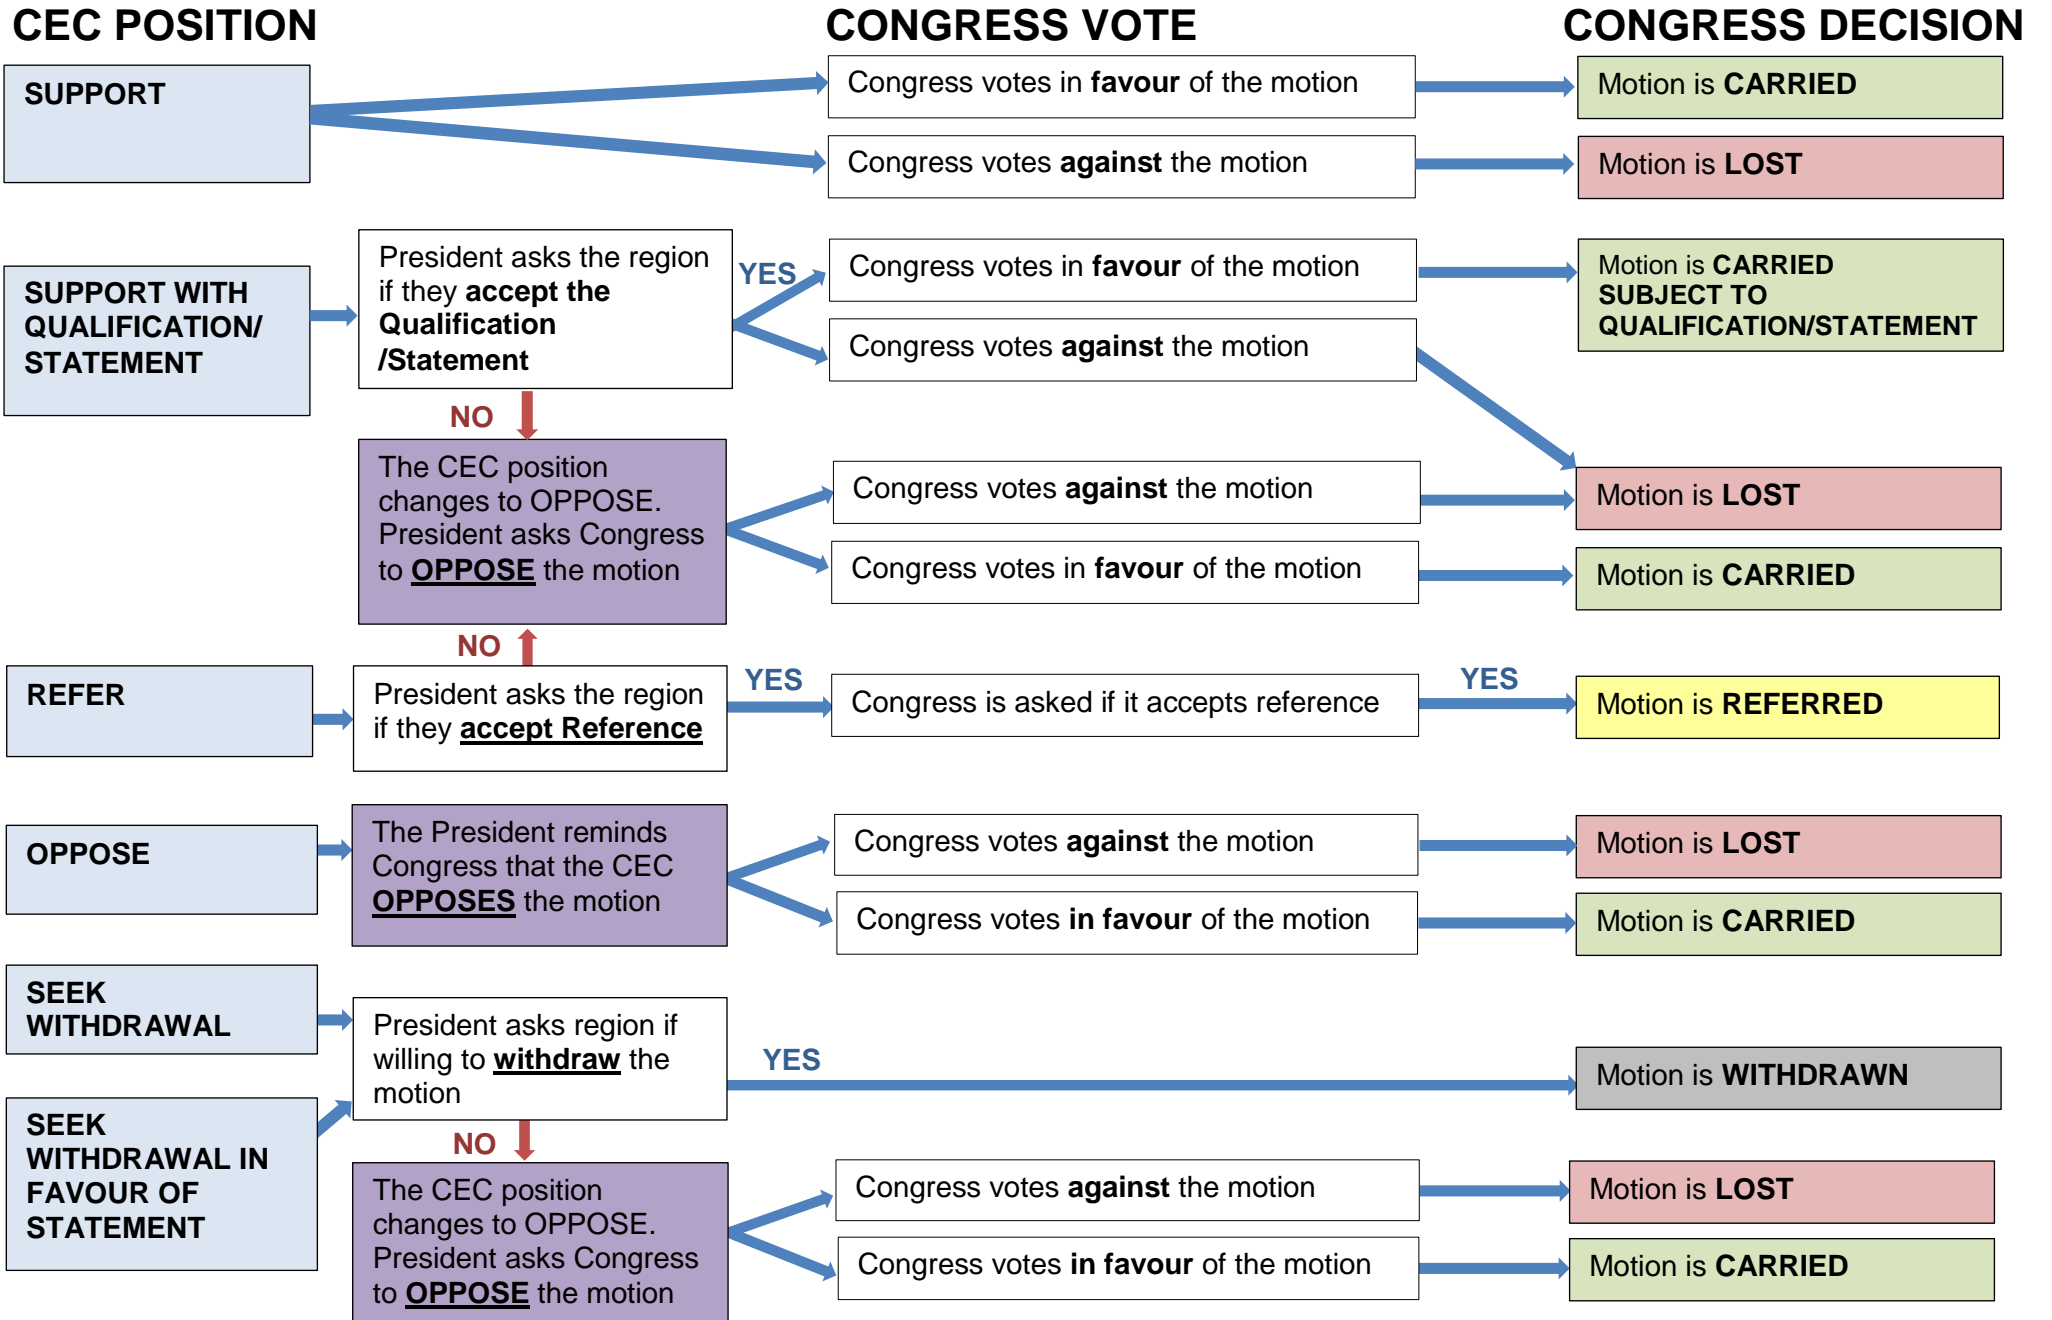 CEC POSITION
CONGRESS VOTE
CONGRESS DECISION
SUPPORT
Congress votes in favour of the motion
Motion is CARRIED
Congress votes against the motion
Motion is LOST
SUPPORT WITH
QUALIFICATION/
STATEMENT
President asks the region
if they accept the
Qualification
/Statement
YES
Congress votes in favour of the motion
Motion is CARRIED
SUBJECT TO
QUALIFICATION/STATEMENT
Congress votes against the motion
NO
The CEC position
changes to OPPOSE.
President asks Congress
to OPPOSE the motion
Congress votes against the motion
Motion is LOST
Congress votes in favour of the motion
Motion is CARRIED
NO
REFER
President asks the region
if they accept Reference
YES
Congress is asked if it accepts reference
YES
Motion is REFERRED
OPPOSE
The President reminds
Congress that the CEC
OPPOSES the motion
Congress votes against the motion
Motion is LOST
Congress votes in favour of the motion
Motion is CARRIED
SEEK
WITHDRAWAL
President asks region if
willing to withdraw the
motion
YES
Motion is WITHDRAWN
SEEK
WITHDRAWAL IN
FAVOUR OF
STATEMENT
NO
The CEC position
changes to OPPOSE.
President asks Congress
to OPPOSE the motion
Congress votes against the motion
Motion is LOST
Congress votes in favour of the motion
Motion is CARRIED